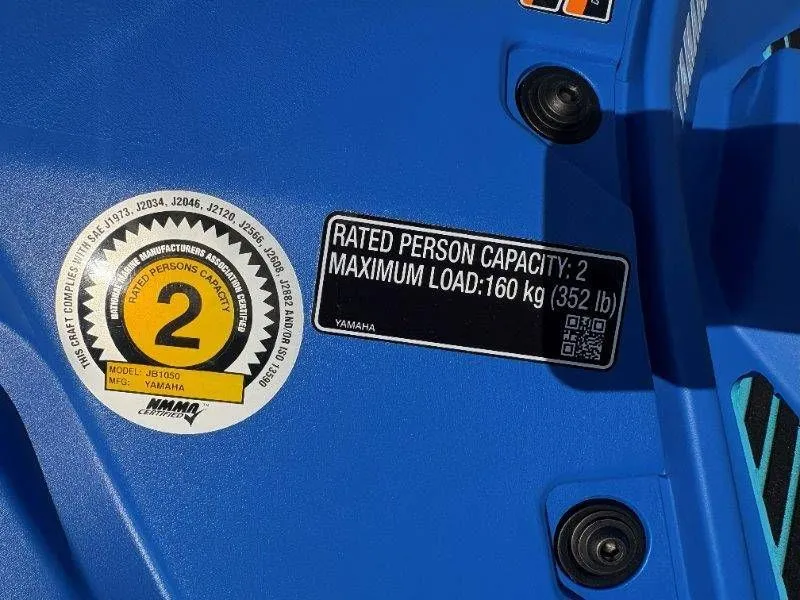 THIS CRAFT COMPLIES WITH SAE J1973, J2034, J2046, J2120, J2566, J2608, J2882 AND/OR ISO 13590
NATIONAL MARINE MANUFACTURERS ASSOCIATION CERTIFIED
RATED PERSONS CAPACITY
2
MODEL: JB1050
MFG: YAMAHA
NMMA
CERTIFIED
TM
RATED PERSON CAPACITY: 2
MAXIMUM LOAD:160 kg (352 lb)
YAMAHA